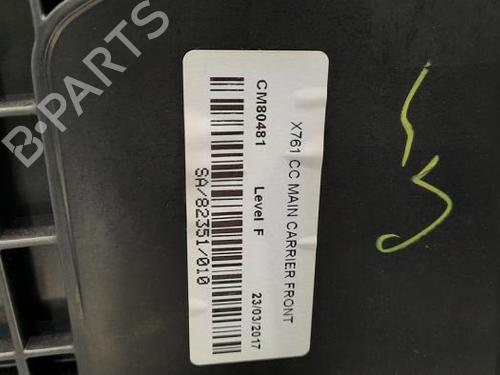 X761 CC MAIN CARRIER FRONT
CM80481 Level F 23/03/2017
SA/82351/010
B-PARTS